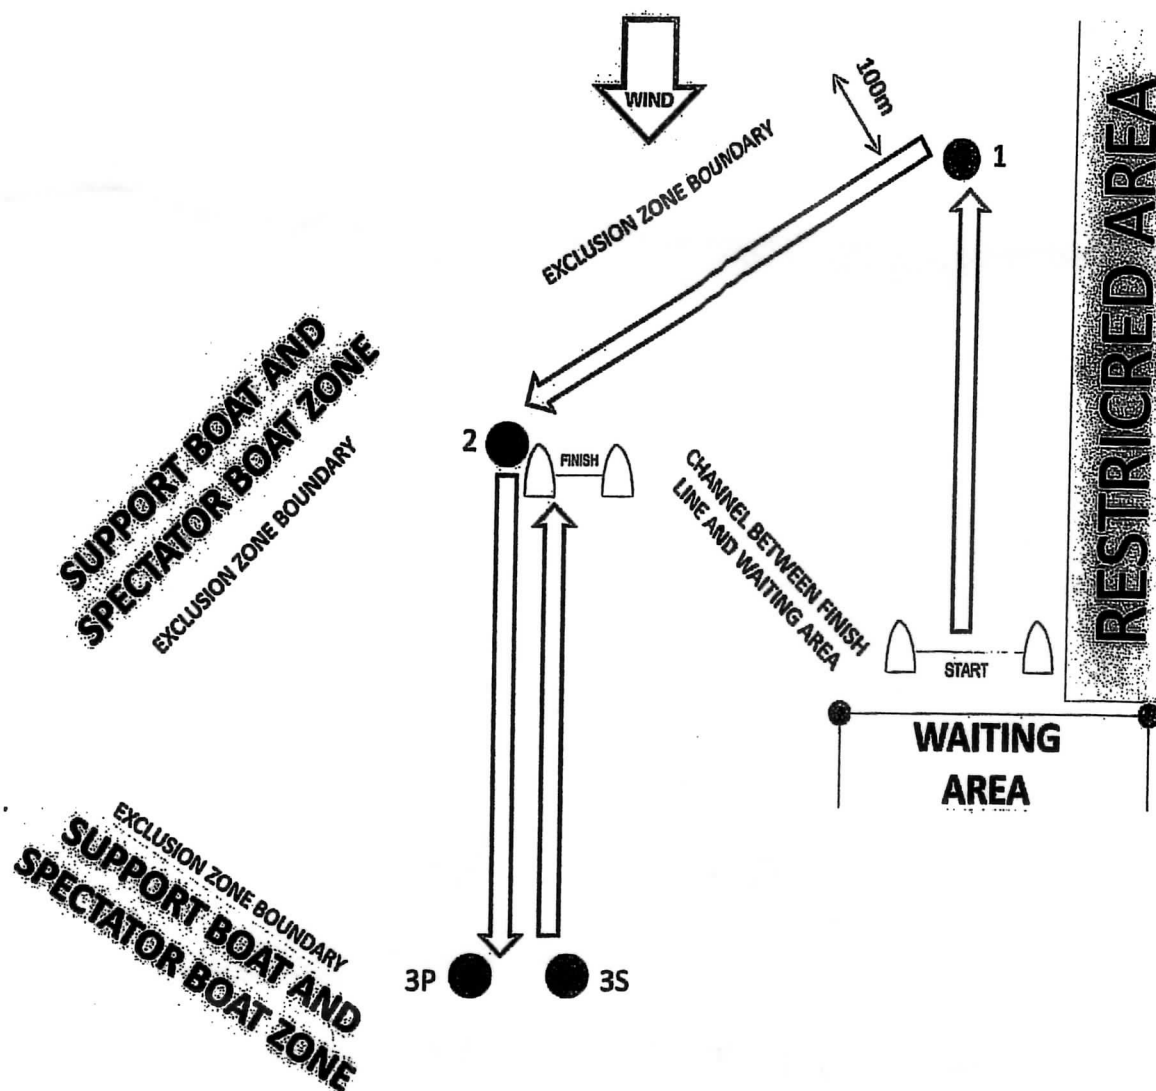 WIND
100m
EXCLUSION ZONE BOUNDARY
1
RESTRICRED AREA
SUPPORT BOAT AND
SPECTATOR BOAT ZONE
EXCLUSION ZONE BOUNDARY
2
FINISH
CHANNEL BETWEEN FINISH
LINE AND WAITING AREA
START
WAITING
AREA
EXCLUSION ZONE BOUNDARY
SUPPORT BOAT AND
SPECTATOR BOAT ZONE
3P
3S